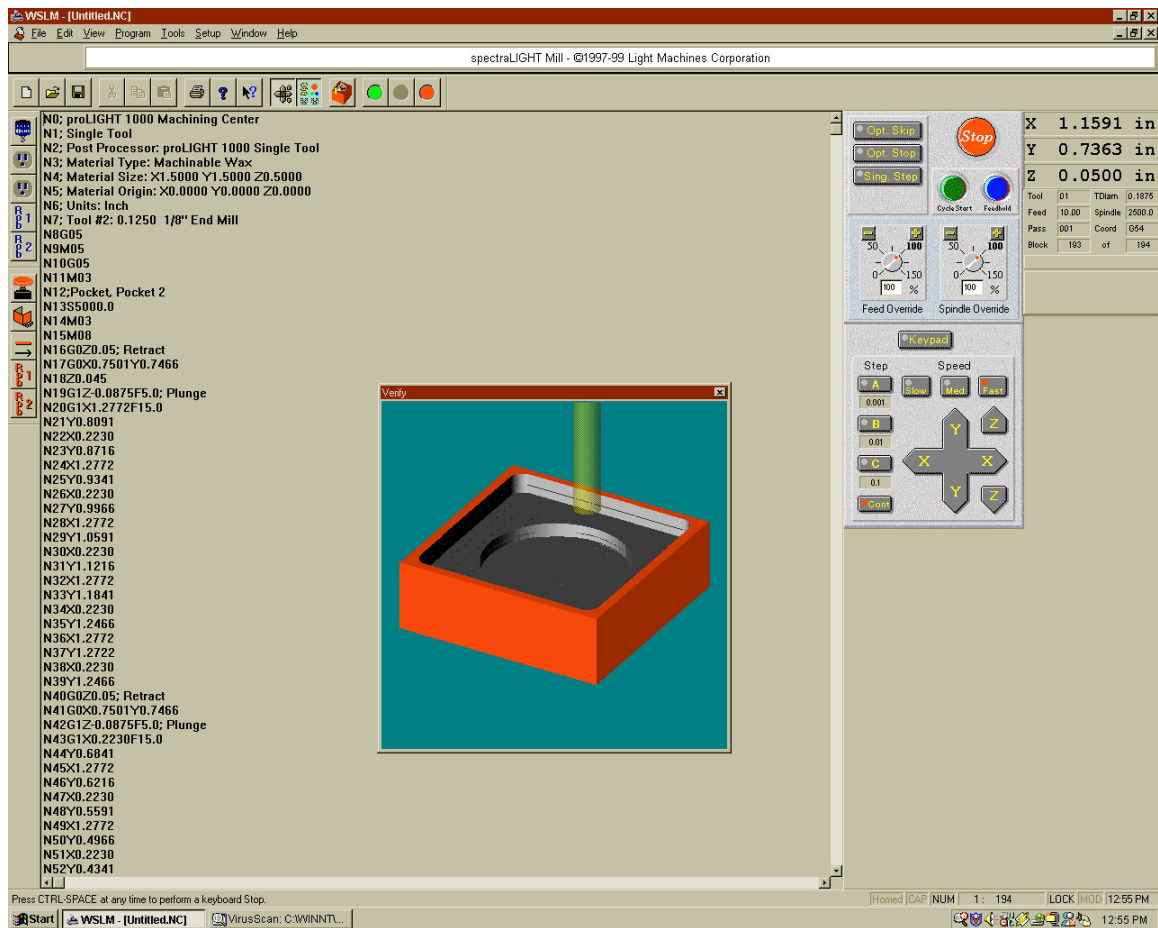 WSLM - [Untitled.NC]
File Edit View Program Tools Setup Window Help
spectraLIGHT Mill - ©1997-99 Light Machines Corporation
N0; proLIGHT 1000 Machining Center
N1; Single Tool
N2; Post Processor: proLIGHT 1000 Single Tool
N3; Material Type: Machinable Wax
N4; Material Size: X1.5000 Y1.5000 Z0.5000
N5; Material Origin: X0.0000 Y0.0000 Z0.0000
N6; Units: Inch
N7; Tool #2: 0.1250 1/8" End Mill
N8G05
N9M05
N10G05
N11M03
N12;Pocket, Pocket 2
N13S5000.0
N14M03
N15M08
N16G0Z0.05; Retract
N17G0X0.7501Y0.7466
N18Z0.045
N19G1Z-0.0875F5.0; Plunge
N20G1X1.2772F15.0
N21Y0.8091
N22X0.2230
N23Y0.8716
N24X1.2772
N25Y0.9341
N26X0.2230
N27Y0.9966
N28X1.2772
N29Y1.0591
N30X0.2230
N31Y1.1216
N32X1.2772
N33Y1.1841
N34X0.2230
N35Y1.2466
N36X1.2772
N37Y1.2722
N38X0.2230
N39Y1.2466
N40G0Z0.05; Retract
N41G0X0.7501Y0.7466
N42G1Z-0.0875F5.0; Plunge
N43G1X0.2230F15.0
N44Y0.6841
N45X1.2772
N46Y0.6216
N47X0.2230
N48Y0.5591
N49X1.2772
N50Y0.4966
N51X0.2230
N52Y0.4341
Verify
Opt. Skip
Opt. Stop
Sing. Step
Stop
Cycle Start Feedhold
50 100
0 150
100 %
Feed Override
50 100
0 150
100 %
Spindle Override
X 1.1591 in
Y 0.7363 in
Z 0.0500 in
Tool 01 TDiam 0.1875
Feed 10.00 Spindle 2500.0
Pass 001 Coord G54
Block 193 of 194
Keypad
Step Speed
A Slow Med Fast
0.001
B
0.01
C
0.1
Cont
Y Z
X X
Y Z
Press CTRL-SPACE at any time to perform a keyboard Stop.
Homed CAP NUM 1 : 194 LOCK MOD 12:55 PM
Start WSLM - [Untitled.NC] VirusScan: C:WINNT\... 12:55 PM